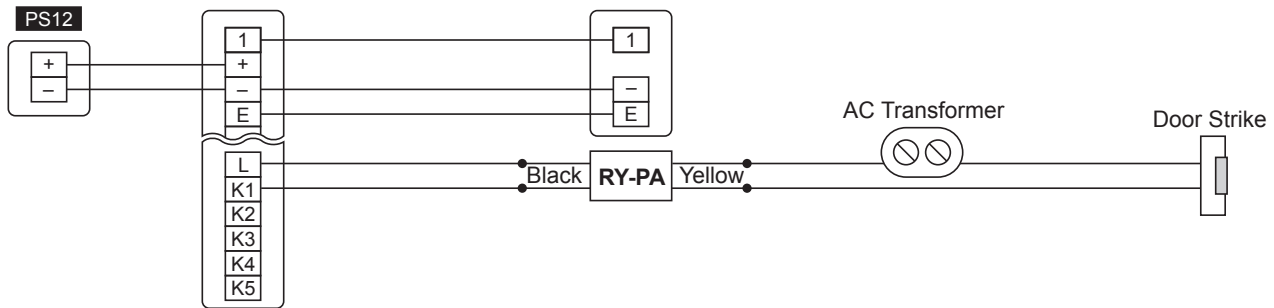 PS12
+
–
1
+
–
E
L
K1
K2
K3
K4
K5
1
–
E
Black RY-PA Yellow
AC Transformer
Door Strike